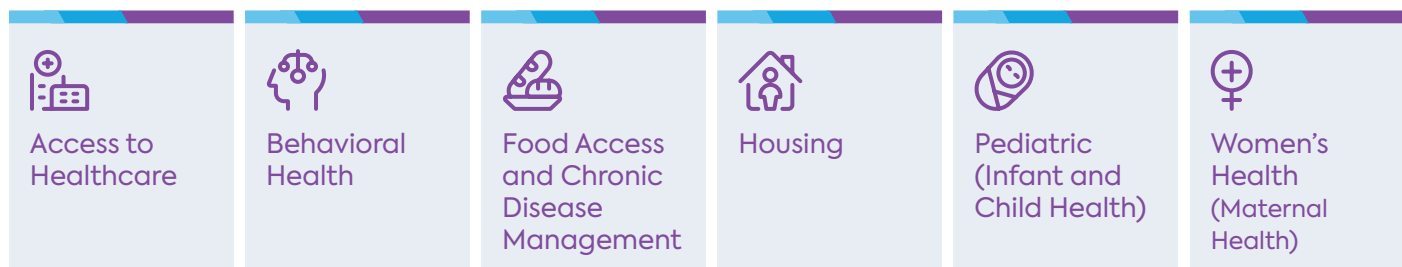 Access to
Healthcare
Behavioral
Health
Food Access
and Chronic
Disease
Management
Housing
Pediatric
(Infant and
Child Health)
Women’s
Health
(Maternal
Health)